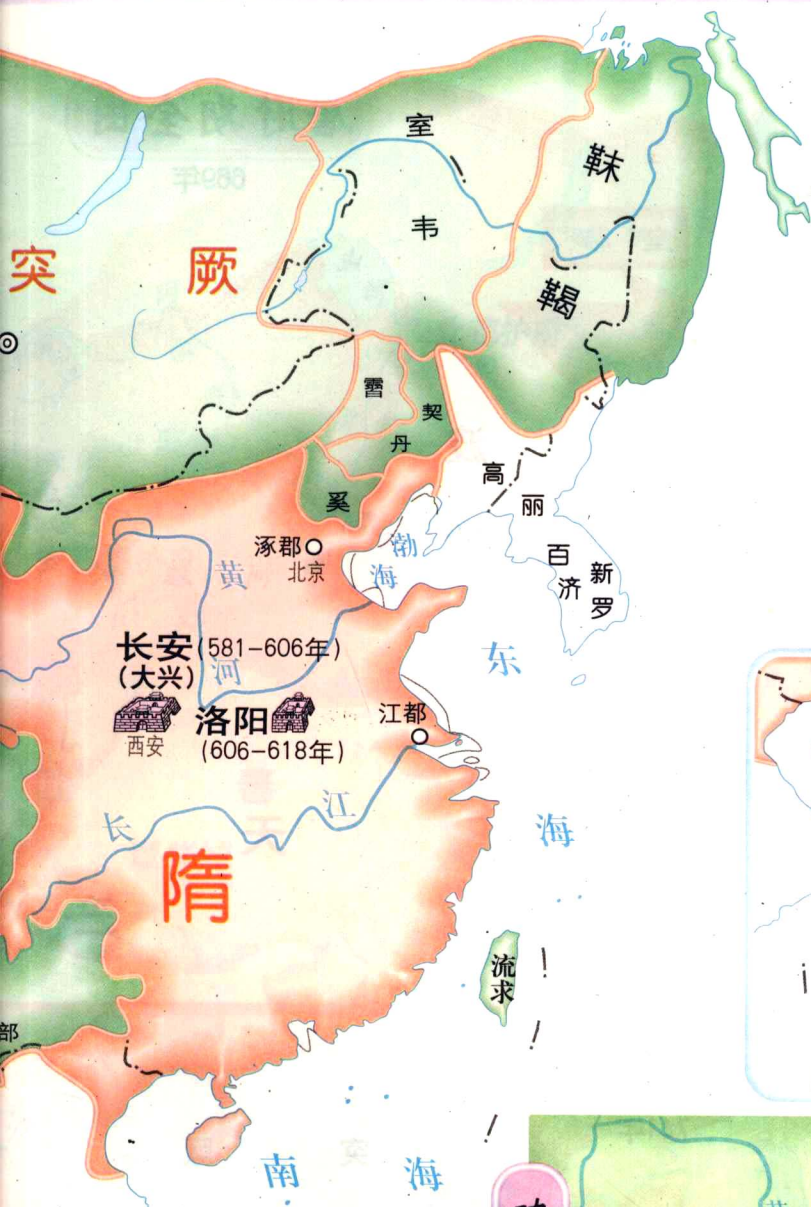 室
韦
靺
鞨
突厥
霫
契
丹
奚
高
丽
百
济
新
罗
涿郡
北京
渤
海
黄
河
长安(581-606年)
(大兴)
西安
洛阳
(606-618年)
江都
东
海
长江
隋
流
求
部
南海